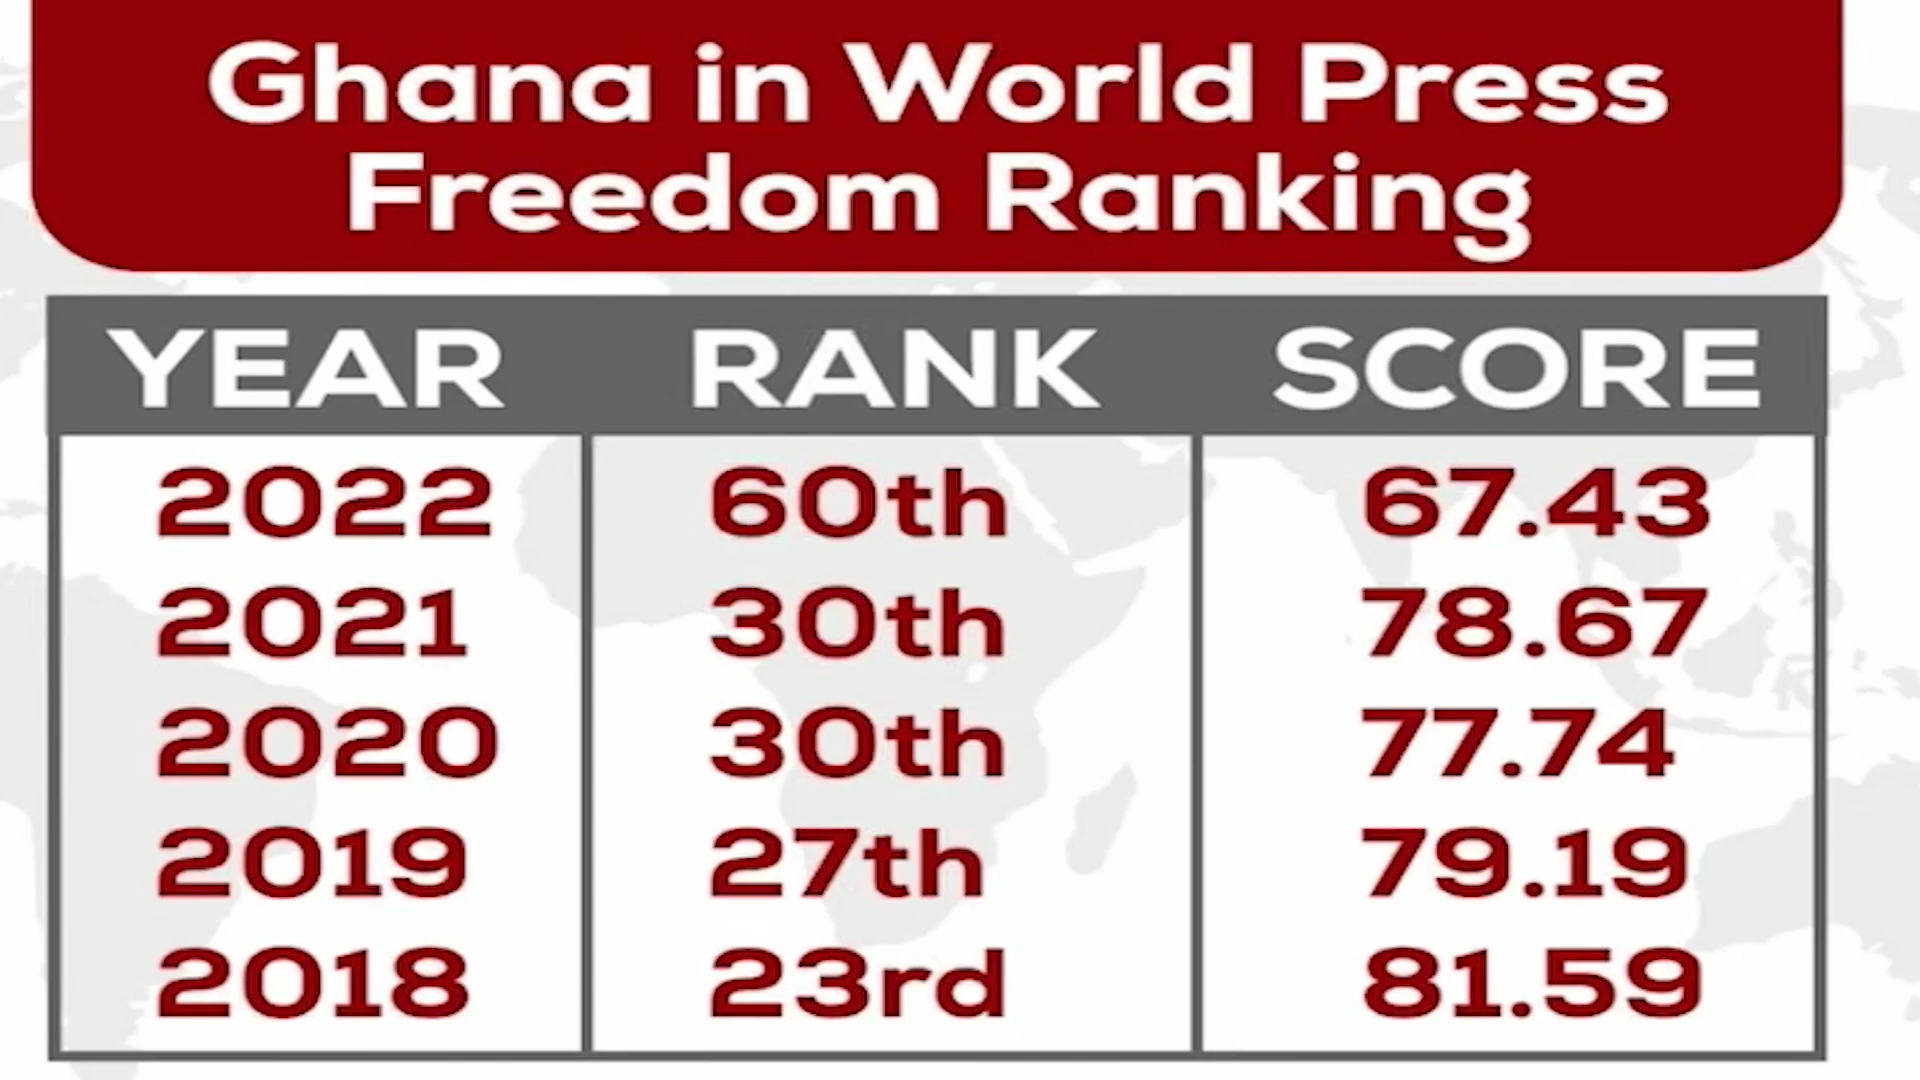 Ghana in World Press
Freedom Ranking
YEAR RANK SCORE
2022 60th 67.43
2021 30th 78.67
2020 30th 77.74
2019 27th 79.19
2018 23rd 81.59